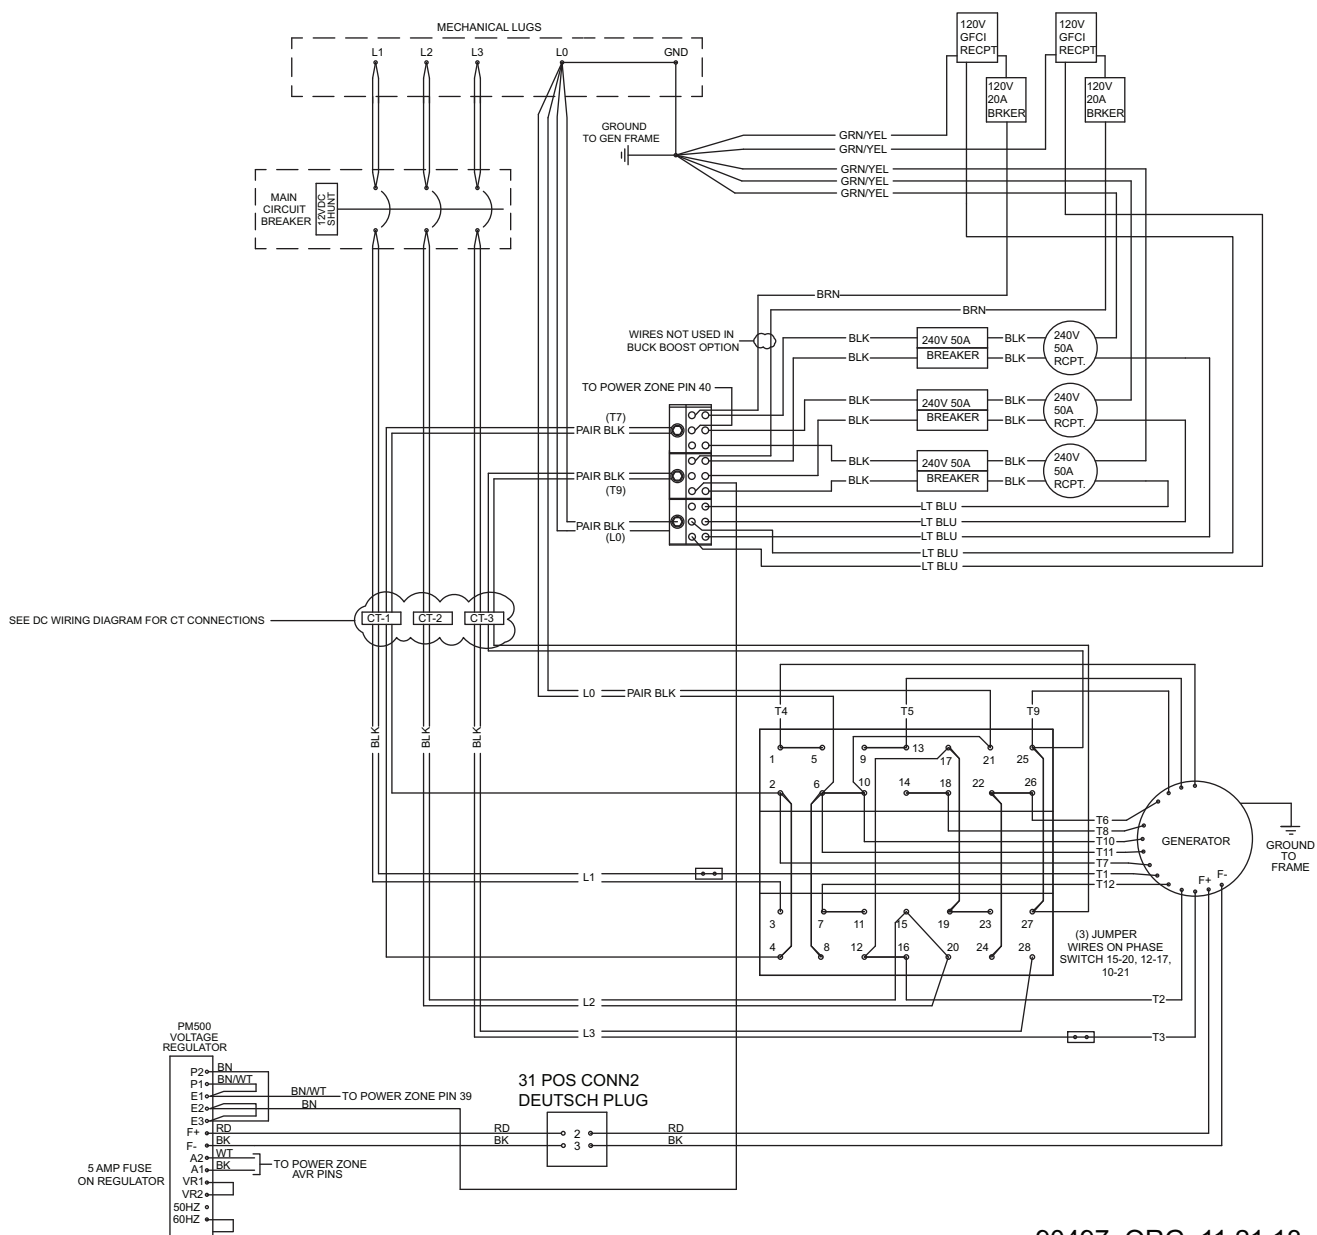 MECHANICAL LUGS
L1
L2
L3
L0
GND
120V
GFCI
RECPT
120V
GFCI
RECPT
120V
20A
BRKER
120V
20A
BRKER
GROUND
TO GEN FRAME
GRN/YEL
GRN/YEL
GRN/YEL
GRN/YEL
GRN/YEL
MAIN
CIRCUIT
BREAKER
12VDC
SHUNT
BRN
BRN
WIRES NOT USED IN
BUCK BOOST OPTION
BLK
240V 50A
BLK
BLK
BREAKER
BLK
240V
50A
RCPT.
TO POWER ZONE PIN 40
BLK
240V 50A
BLK
BLK
BREAKER
BLK
240V
50A
RCPT.
(T7)
PAIR BLK
BLK
240V 50A
BLK
BLK
BREAKER
BLK
240V
50A
RCPT.
PAIR BLK
(T9)
LT BLU
LT BLU
LT BLU
LT BLU
LT BLU
PAIR BLK
(L0)
SEE DC WIRING DIAGRAM FOR CT CONNECTIONS
CT-1
CT-2
CT-3
L0
PAIR BLK
T4
T5
T9
BLK
BLK
BLK
1
5
9
13
17
21
25
2
6
10
14
18
22
26
T6
T8
T10
T11
T7
T1
T12
GENERATOR
F+
F-
GROUND
TO
FRAME
L1
3
7
11
15
19
23
27
4
8
12
16
20
24
28
(3) JUMPER
WIRES ON PHASE
SWITCH 15-20, 12-17,
10-21
L2
T2
L3
T3
PM500
VOLTAGE
REGULATOR
P2
BN
P1
BN/WT
E1
BN/WT
TO POWER ZONE PIN 39
E2
BN
E3
F+
RD
RD
RD
F-
BK
BK
BK
A2
WT
A1
BK
TO POWER ZONE
AVR PINS
VR1
VR2
50HZ
60HZ
5 AMP FUSE
ON REGULATOR
31 POS CONN2
DEUTSCH PLUG
2
3